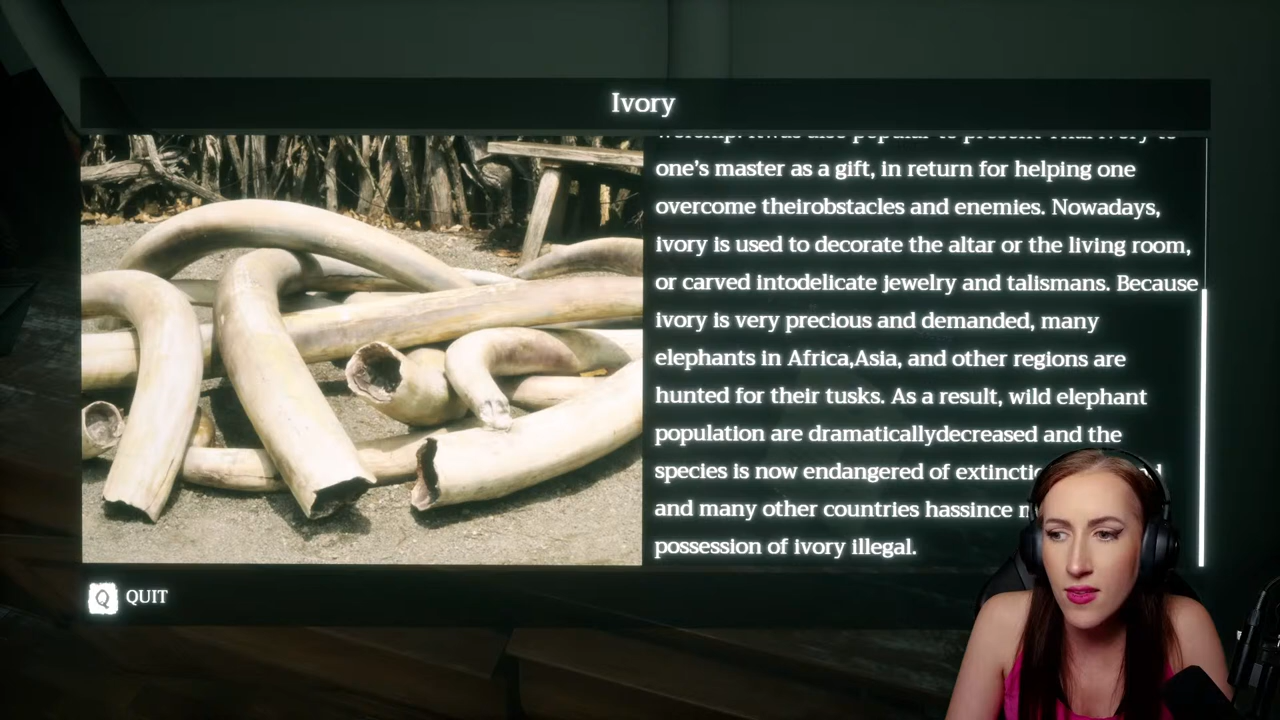 Ivory
one's master as a gift, in return for helping one
overcome theirobstacles and enemies. Nowadays,
ivory is used to decorate the altar or the living room,
or carved intodelicate jewelry and talismans. Because
ivory is very precious and demanded, many
elephants in Africa,Asia, and other regions are
hunted for their tusks. As a result, wild elephant
population are dramaticallydecreased and the
species is now endangered of
and many other countries hassince
possession of ivory illegal.
Q QUIT